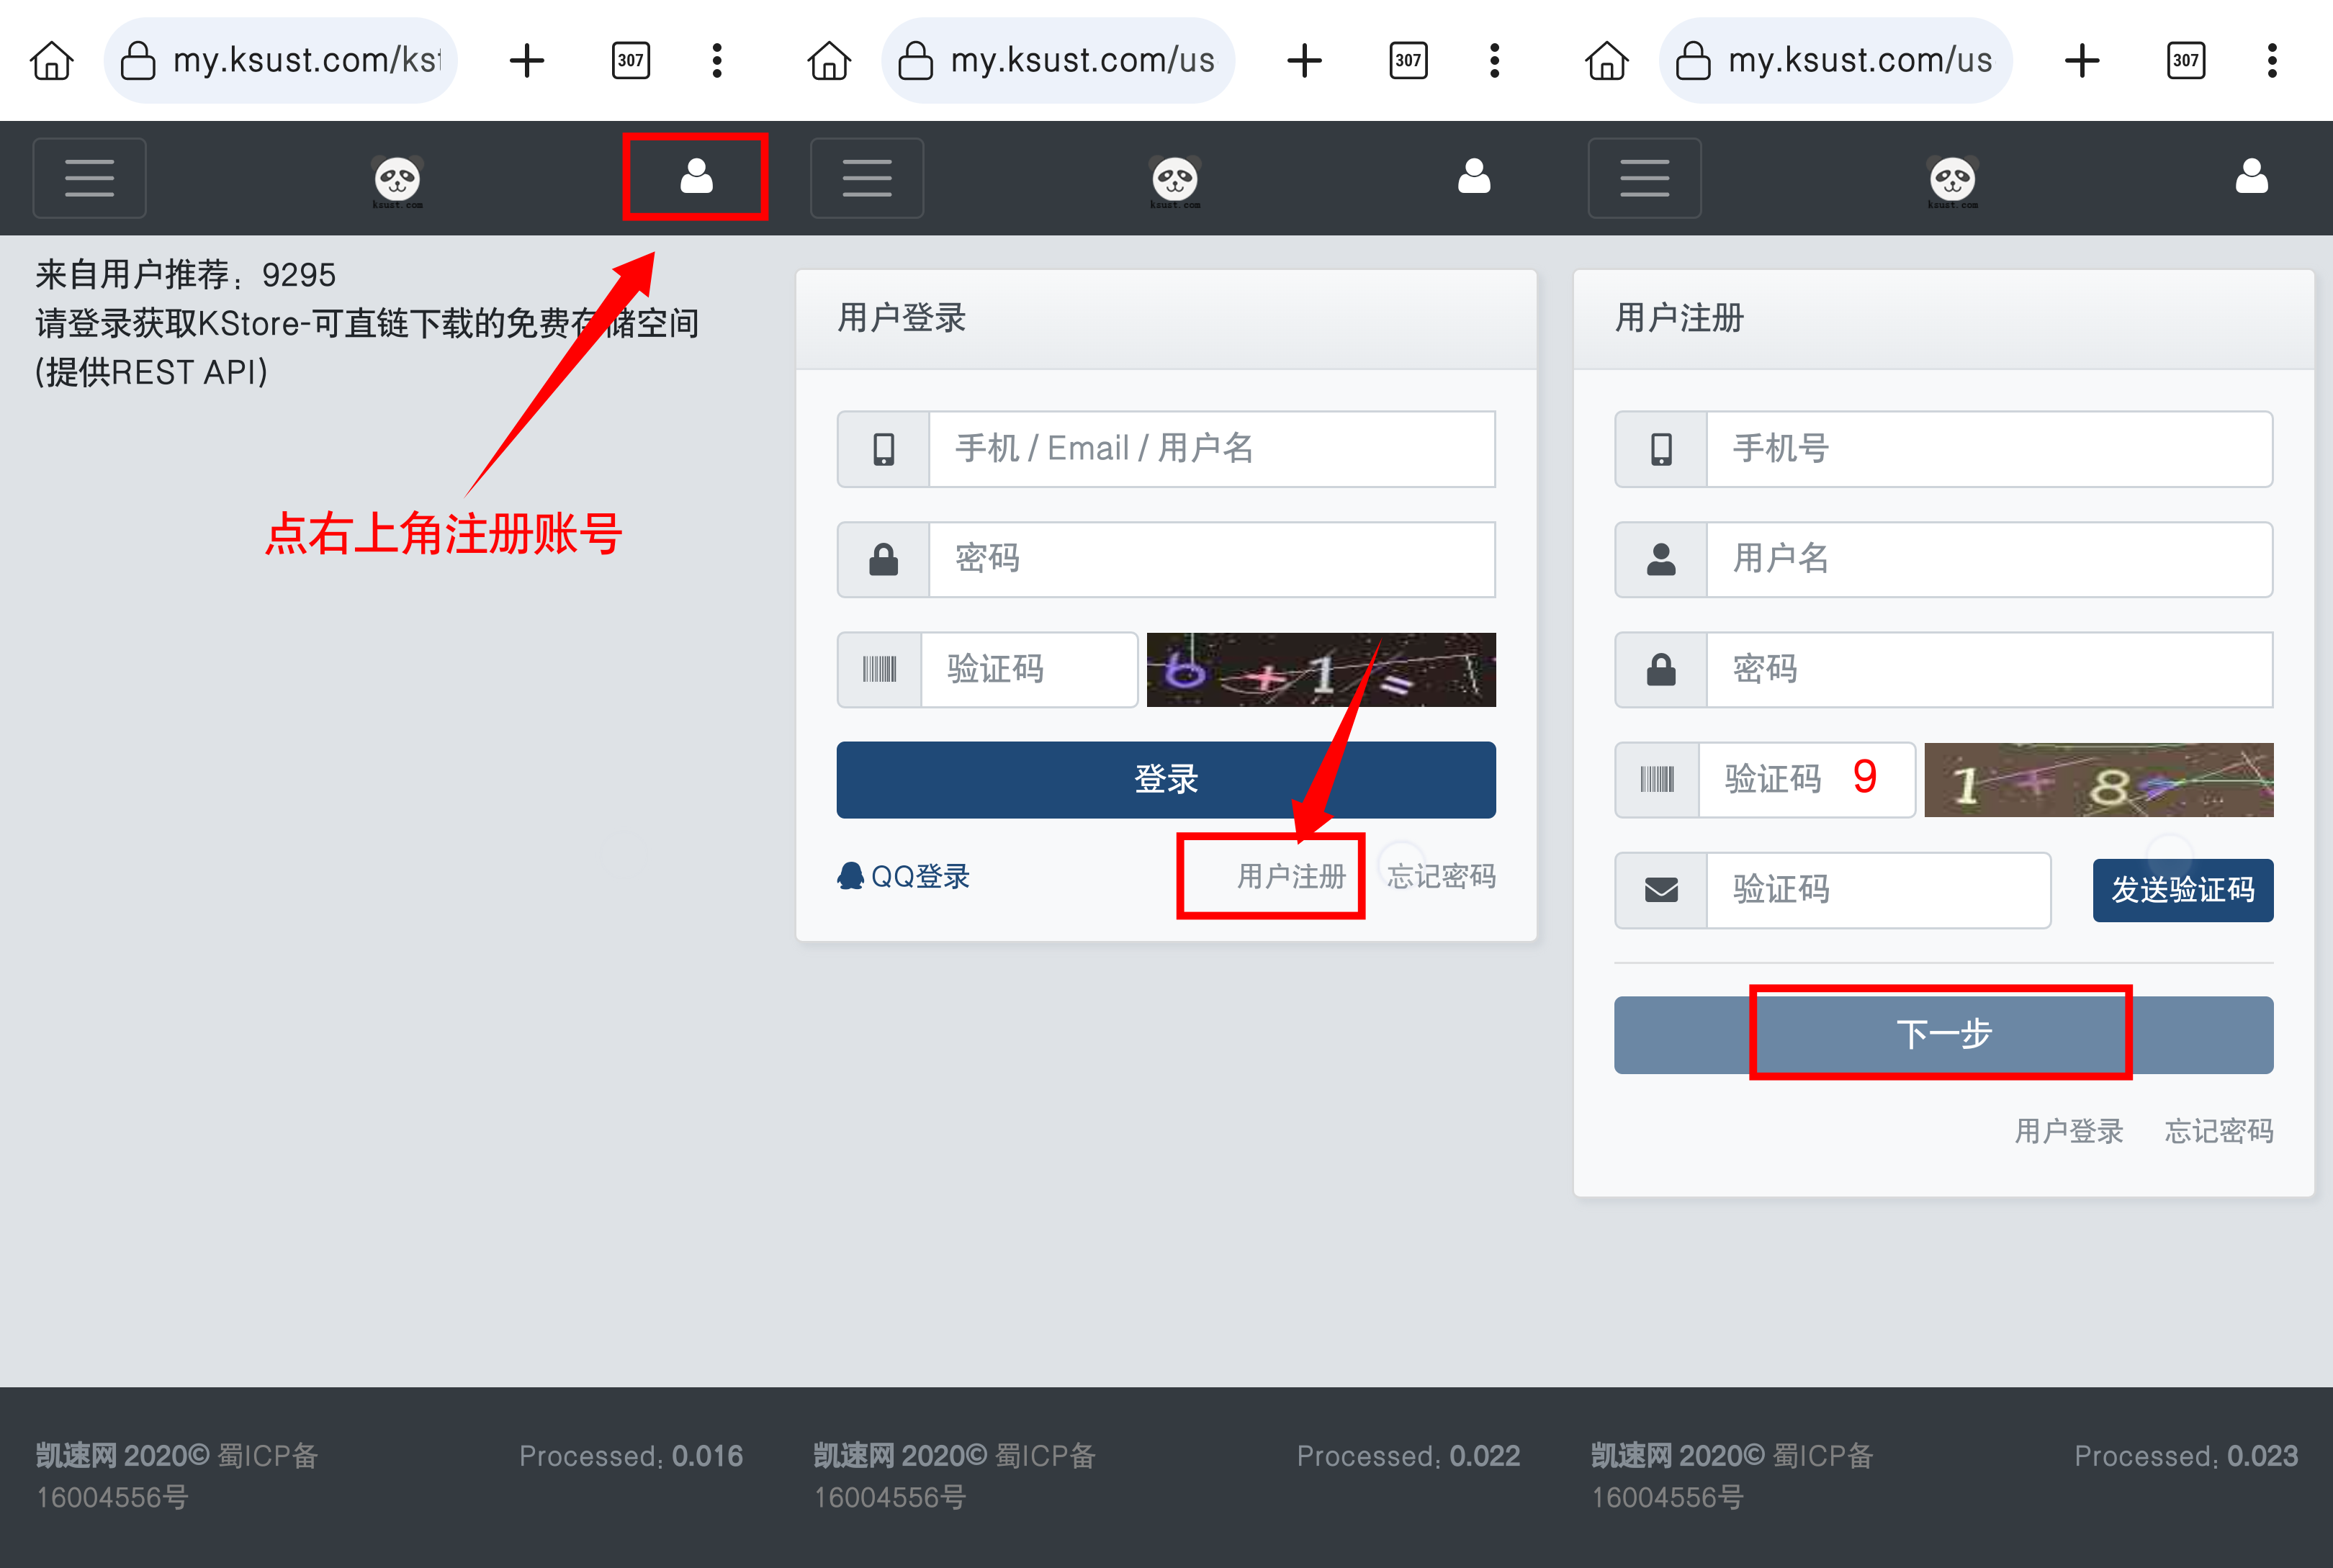 my.ksust.com/kst
307
ksust.com
来自用户推荐：9295
请登录获取KStore-可直链下载的免费存储空间
(提供REST API)
点右上角注册账号
凯速网 2020© 蜀ICP备
16004556号
Processed: 0.016
my.ksust.com/us
307
ksust.com
用户登录
手机 / Email / 用户名
密码
验证码
6 + 1 =
登录
QQ登录
用户注册
忘记密码
凯速网 2020© 蜀ICP备
16004556号
Processed: 0.022
my.ksust.com/us
307
ksust.com
用户注册
手机号
用户名
密码
验证码 9
1 + 8 =
验证码
发送验证码
下一步
用户登录
忘记密码
凯速网 2020© 蜀ICP备
16004556号
Processed: 0.023